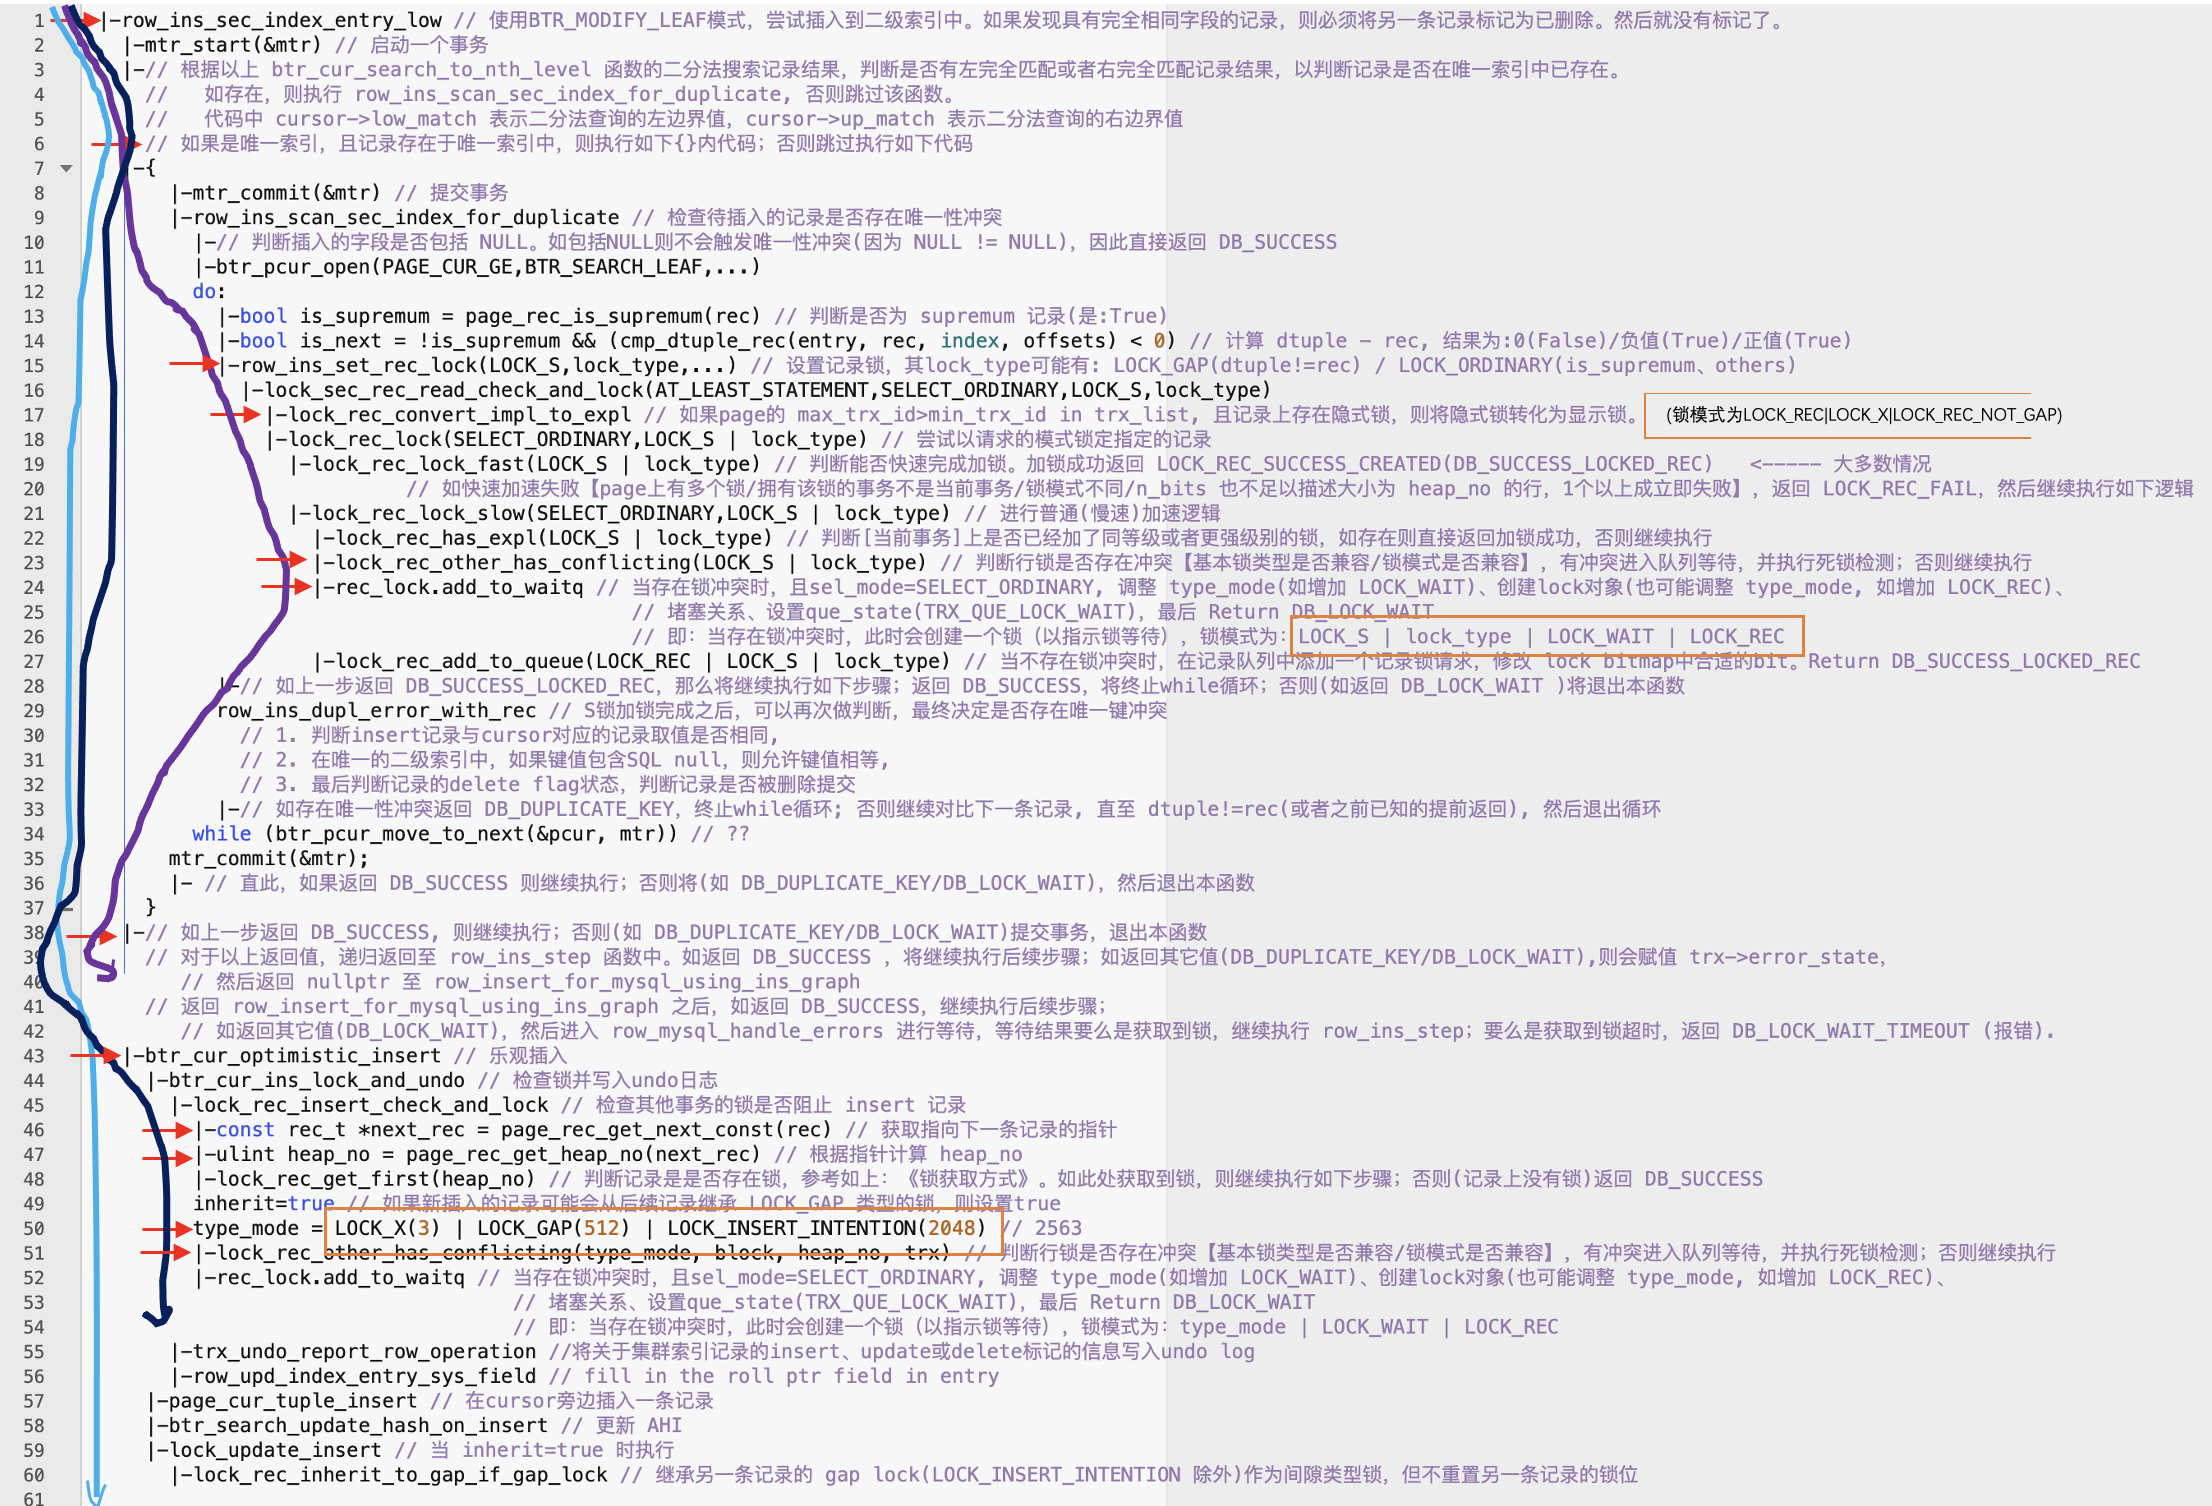 1 |-row_ins_sec_index_entry_low // 使用BTR_MODIFY_LEAF模式，尝试插入到二级索引中。如果发现具有完全相同字段的记录，则必须将另一条记录标记为已删除。然后就没有标记了。
2 |-mtr_start(&mtr) // 启动一个事务
3 |-// 根据以上 btr_cur_search_to_nth_level 函数的二分法搜索记录结果，判断是否有左完全匹配或者右完全匹配记录结果，以判断记录是否在唯一索引中已存在。
4 // 如存在，则执行 row_ins_scan_sec_index_for_duplicate, 否则跳过该函数。
5 // 代码中 cursor->low_match 表示二分法查询的左边界值，cursor->up_match 表示二分法查询的右边界值
6 // 如果是唯一索引，且记录存在于唯一索引中，则执行如下{}内代码；否则跳过执行如下代码
7 -{
8 |-mtr_commit(&mtr) // 提交事务
9 |-row_ins_scan_sec_index_for_duplicate // 检查待插入的记录是否存在唯一性冲突
10 |-// 判断插入的字段是否包括 NULL。如包括NULL则不会触发唯一性冲突(因为 NULL != NULL)，因此直接返回 DB_SUCCESS
11 |-btr_pcur_open(PAGE_CUR_GE,BTR_SEARCH_LEAF,...)
12 do:
13 |-bool is_supremum = page_rec_is_supremum(rec) // 判断是否为 supremum 记录(是:True)
14 |-bool is_next = !is_supremum && (cmp_dtuple_rec(entry, rec, index, offsets) < 0) // 计算 dtuple - rec, 结果为:0(False)/负值(True)/正值(True)
15 |-row_ins_set_rec_lock(LOCK_S,lock_type,...) // 设置记录锁，其lock_type可能有: LOCK_GAP(dtuple!=rec) / LOCK_ORDINARY(is_supremum、others)
16 |-lock_sec_rec_read_check_and_lock(AT_LEAST_STATEMENT,SELECT_ORDINARY,LOCK_S,lock_type)
17 |-lock_rec_convert_impl_to_expl // 如果page的 max_trx_id>min_trx_id in trx_list, 且记录上存在隐式锁，则将隐式锁转化为显示锁。 (锁模式为LOCK_REC|LOCK_X|LOCK_REC_NOT_GAP)
18 |-lock_rec_lock(SELECT_ORDINARY,LOCK_S | lock_type) // 尝试以请求的模式锁定指定的记录
19 |-lock_rec_lock_fast(LOCK_S | lock_type) // 判断能否快速完成加锁。加锁成功返回 LOCK_REC_SUCCESS_CREATED(DB_SUCCESS_LOCKED_REC) <----- 大多数情况
20 // 如快速加速失败【page上有多个锁/拥有该锁的事务不是当前事务/锁模式不同/n_bits 也不足以描述大小为 heap_no 的行，1个以上成立即失败】，返回 LOCK_REC_FAIL，然后继续执行如下逻辑
21 |-lock_rec_lock_slow(SELECT_ORDINARY,LOCK_S | lock_type) // 进行普通(慢速)加速逻辑
22 |-lock_rec_has_expl(LOCK_S | lock_type) // 判断[当前事务]上是否已经加了同等级或者更强级别的锁，如存在则直接返回加锁成功，否则继续执行
23 |-lock_rec_other_has_conflicting(LOCK_S | lock_type) // 判断行锁是否存在冲突【基本锁类型是否兼容/锁模式是否兼容】，有冲突进入队列等待，并执行死锁检测；否则继续执行
24 |-rec_lock.add_to_waitq // 当存在锁冲突时，且sel_mode=SELECT_ORDINARY, 调整 type_mode(如增加 LOCK_WAIT)、创建lock对象(也可能调整 type_mode, 如增加 LOCK_REC)、
25 // 堵塞关系、设置que_state(TRX_QUE_LOCK_WAIT)，最后 Return DB_LOCK_WAIT
26 // 即：当存在锁冲突时，此时会创建一个锁（以指示锁等待），锁模式为：LOCK_S | lock_type | LOCK_WAIT | LOCK_REC
27 |-lock_rec_add_to_queue(LOCK_REC | LOCK_S | lock_type) // 当不存在锁冲突时，在记录队列中添加一个记录锁请求，修改 lock bitmap中合适的bit。Return DB_SUCCESS_LOCKED_REC
28 |-// 如上一步返回 DB_SUCCESS_LOCKED_REC，那么将继续执行如下步骤；返回 DB_SUCCESS，将终止while循环；否则(如返回 DB_LOCK_WAIT )将退出本函数
29 row_ins_dupl_error_with_rec // S锁加锁完成之后，可以再次做判断，最终决定是否存在唯一键冲突
30 // 1. 判断insert记录与cursor对应的记录取值是否相同,
31 // 2. 在唯一的二级索引中，如果键值包含SQL null，则允许键值相等,
32 // 3. 最后判断记录的delete flag状态，判断记录是否被删除提交
33 |-// 如存在唯一性冲突返回 DB_DUPLICATE_KEY，终止while循环; 否则继续对比下一条记录, 直至 dtuple!=rec(或者之前已知的提前返回), 然后退出循环
34 while (btr_pcur_move_to_next(&pcur, mtr)) // ??
35 mtr_commit(&mtr);
36 |- // 直此，如果返回 DB_SUCCESS 则继续执行；否则将(如 DB_DUPLICATE_KEY/DB_LOCK_WAIT)，然后退出本函数
37 }
38 |-// 如上一步返回 DB_SUCCESS, 则继续执行；否则(如 DB_DUPLICATE_KEY/DB_LOCK_WAIT)提交事务，退出本函数
39 // 对于以上返回值，递归返回至 row_ins_step 函数中。如返回 DB_SUCCESS ，将继续执行后续步骤；如返回其它值(DB_DUPLICATE_KEY/DB_LOCK_WAIT),则会赋值 trx->error_state,
40 // 然后返回 nullptr 至 row_insert_for_mysql_using_ins_graph
41 // 返回 row_insert_for_mysql_using_ins_graph 之后，如返回 DB_SUCCESS，继续执行后续步骤；
42 // 如返回其它值(DB_LOCK_WAIT)，然后进入 row_mysql_handle_errors 进行等待，等待结果要么是获取到锁，继续执行 row_ins_step；要么是获取到锁超时，返回 DB_LOCK_WAIT_TIMEOUT (报错).
43 |-btr_cur_optimistic_insert // 乐观插入
44 |-btr_cur_ins_lock_and_undo // 检查锁并写入undo日志
45 |-lock_rec_insert_check_and_lock // 检查其他事务的锁是否阻止 insert 记录
46 |-const rec_t *next_rec = page_rec_get_next_const(rec) // 获取指向下一条记录的指针
47 |-ulint heap_no = page_rec_get_heap_no(next_rec) // 根据指针计算 heap_no
48 |-lock_rec_get_first(heap_no) // 判断记录是是否存在锁，参考如上：《锁获取方式》。如此处获取到锁，则继续执行如下步骤；否则(记录上没有锁)返回 DB_SUCCESS
49 inherit=true // 如果新插入的记录可能会从后续记录继承 LOCK_GAP 类型的锁，则设置true
50 type_mode = LOCK_X(3) | LOCK_GAP(512) | LOCK_INSERT_INTENTION(2048) // 2563
51 |-lock_rec_other_has_conflicting(type_mode, block, heap_no, trx) // 判断行锁是否存在冲突【基本锁类型是否兼容/锁模式是否兼容】，有冲突进入队列等待，并执行死锁检测；否则继续执行
52 |-rec_lock.add_to_waitq // 当存在锁冲突时，且sel_mode=SELECT_ORDINARY, 调整 type_mode(如增加 LOCK_WAIT)、创建lock对象(也可能调整 type_mode, 如增加 LOCK_REC)、
53 // 堵塞关系、设置que_state(TRX_QUE_LOCK_WAIT)，最后 Return DB_LOCK_WAIT
54 // 即：当存在锁冲突时，此时会创建一个锁（以指示锁等待），锁模式为：type_mode | LOCK_WAIT | LOCK_REC
55 |-trx_undo_report_row_operation //将关于集群索引记录的insert、update或delete标记的信息写入undo log
56 |-row_upd_index_entry_sys_field // fill in the roll ptr field in entry
57 |-page_cur_tuple_insert // 在cursor旁边插入一条记录
58 |-btr_search_update_hash_on_insert // 更新 AHI
59 |-lock_update_insert // 当 inherit=true 时执行
60 |-lock_rec_inherit_to_gap_if_gap_lock // 继承另一条记录的 gap lock(LOCK_INSERT_INTENTION 除外)作为间隙类型锁，但不重置另一条记录的锁位
61